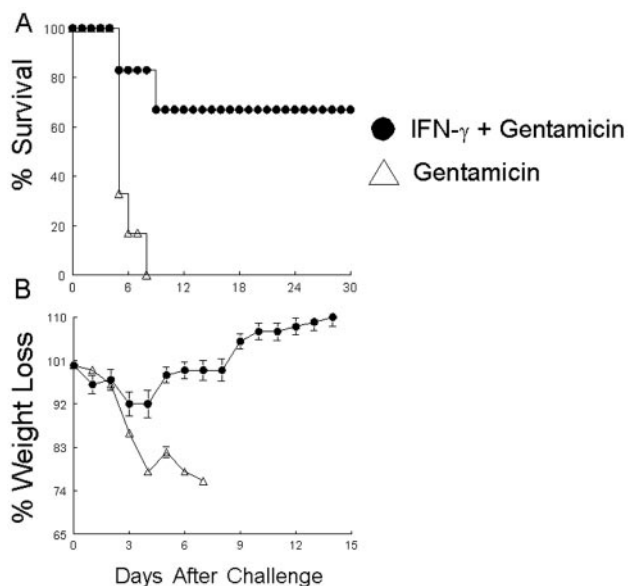 A
100
80
60
40
20
0
% Survival
0 6 12 18 24 30
IFN-γ + Gentamicin
Gentamicin
B
110
101
92
83
74
65
% Weight Loss
0 3 6 9 12 15
Days After Challenge